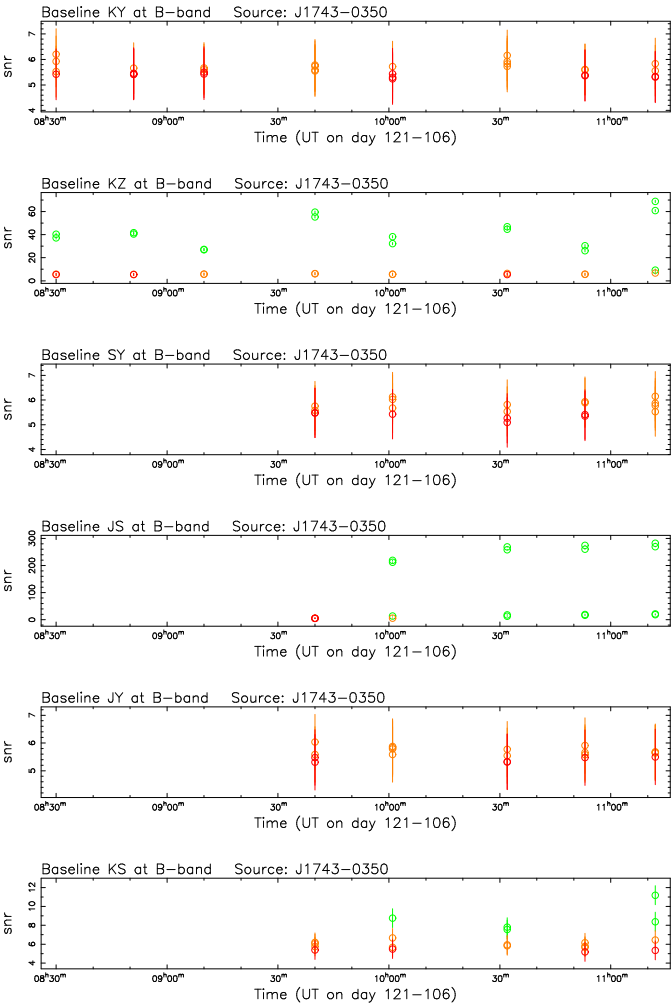 Baseline KY at B-band Source: J1743-0350
snr
7
6
5
4
08h30m 09h00m 30m 10h00m 30m 11h00m
Time (UT on day 121-106)
Baseline KZ at B-band Source: J1743-0350
snr
60
40
20
0
08h30m 09h00m 30m 10h00m 30m 11h00m
Time (UT on day 121-106)
Baseline SY at B-band Source: J1743-0350
snr
7
6
5
4
08h30m 09h00m 30m 10h00m 30m 11h00m
Time (UT on day 121-106)
Baseline JS at B-band Source: J1743-0350
snr
300
200
100
0
08h30m 09h00m 30m 10h00m 30m 11h00m
Time (UT on day 121-106)
Baseline JY at B-band Source: J1743-0350
snr
7
6
5
08h30m 09h00m 30m 10h00m 30m 11h00m
Time (UT on day 121-106)
Baseline KS at B-band Source: J1743-0350
snr
12
10
8
6
4
08h30m 09h00m 30m 10h00m 30m 11h00m
Time (UT on day 121-106)